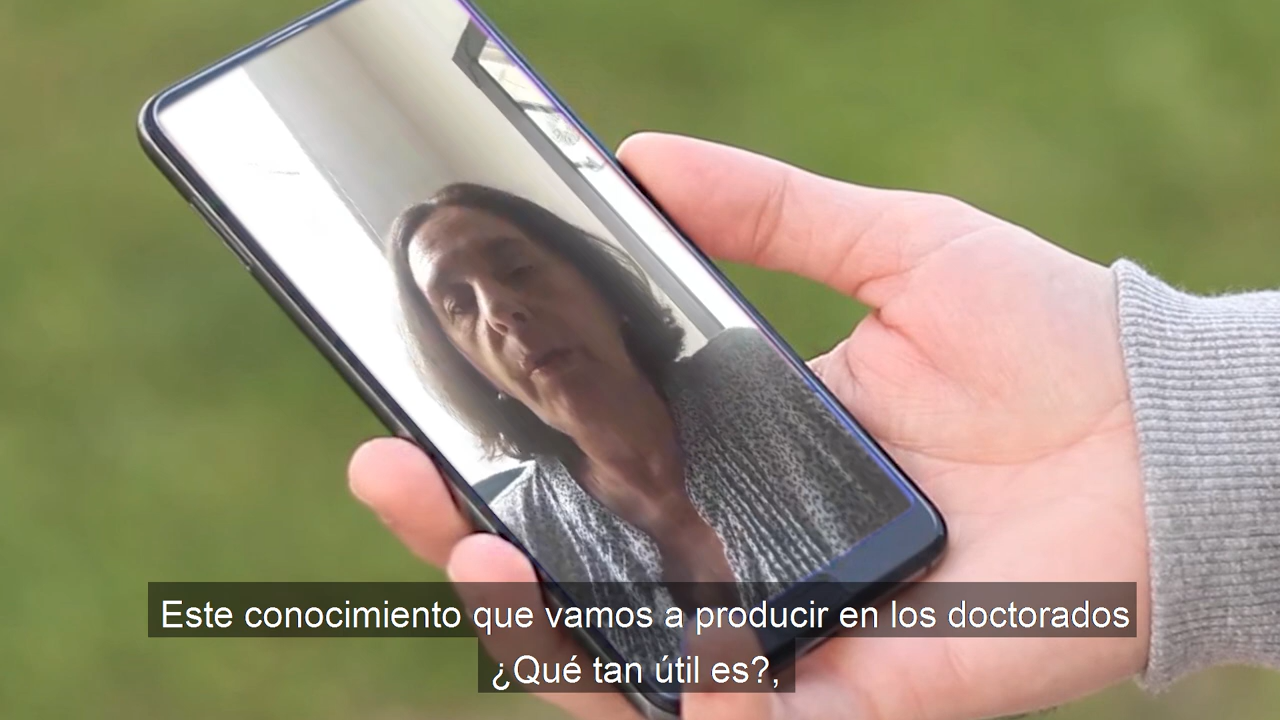 Este conocimiento que vamos a producir en los doctorados
¿Qué tan útil es?,